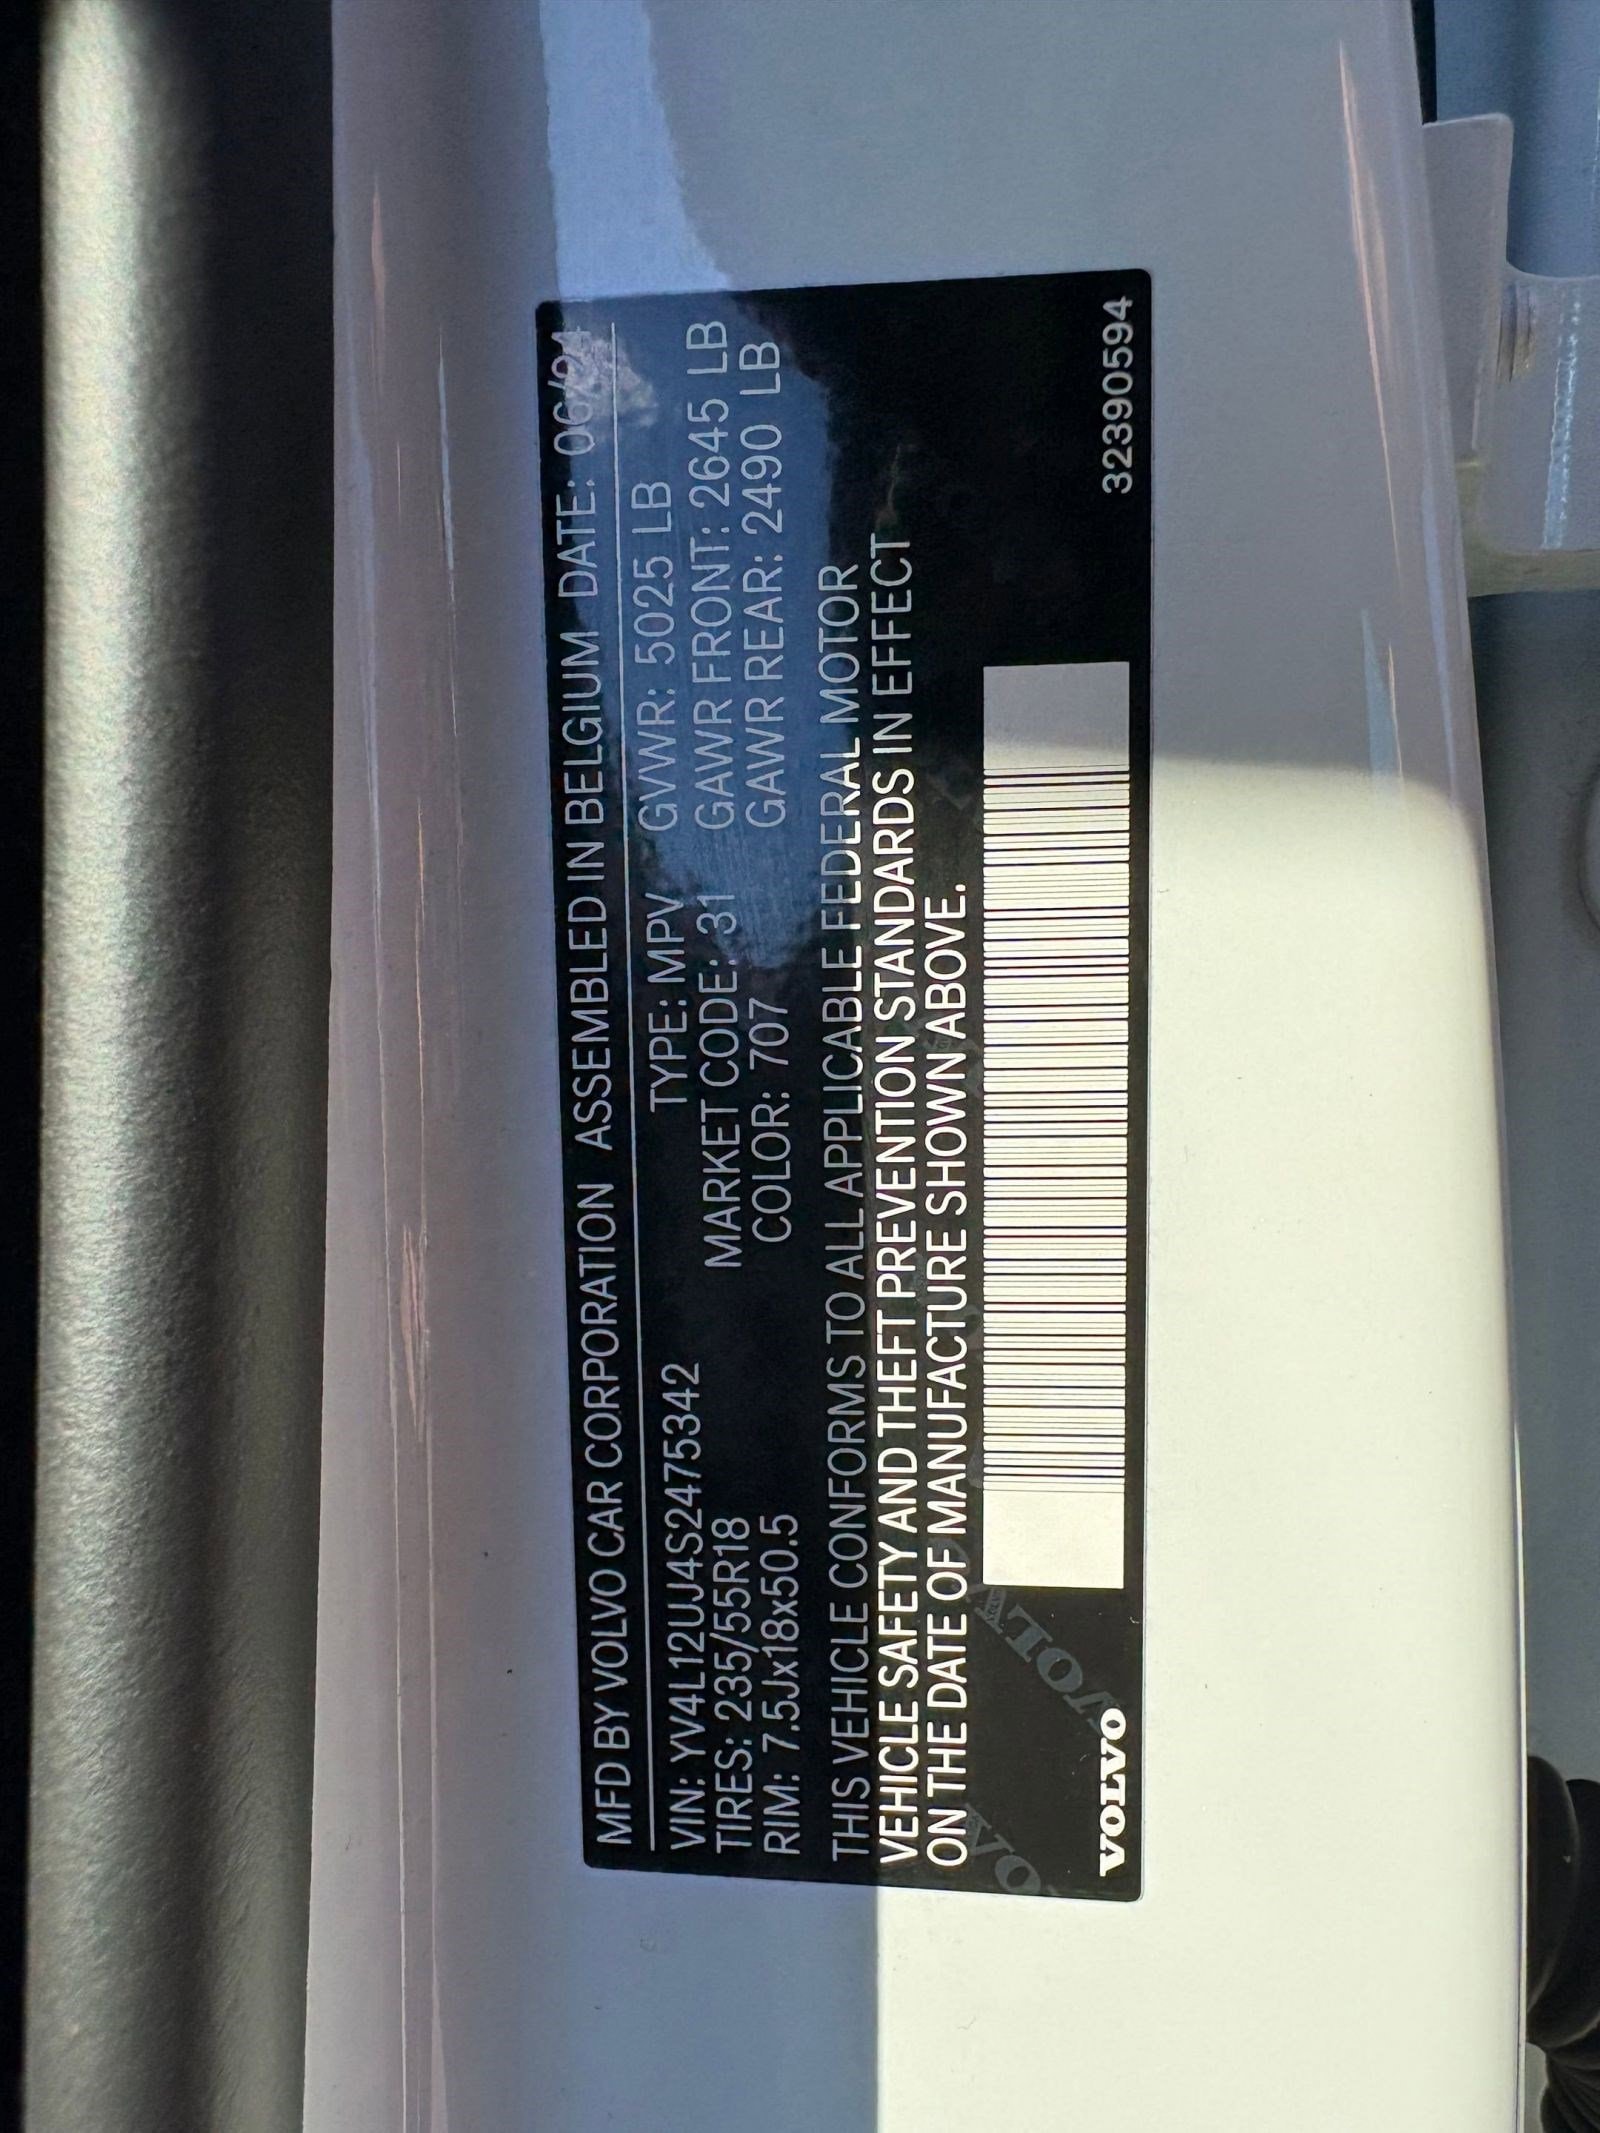 MFD BY VOLVO CAR CORPORATION ASSEMBLED IN BELGIUM DATE: 06/24
VIN: YV4L12UJ4S2475342 TYPE: MPV GVWR: 5025 LB
TIRES: 235/55R18 MARKET CODE: 31 GAWR FRONT: 2645 LB
RIM: 7.5Jx18x50.5 COLOR: 707 GAWR REAR: 2490 LB
THIS VEHICLE CONFORMS TO ALL APPLICABLE FEDERAL MOTOR
VEHICLE SAFETY AND THEFT PREVENTION STANDARDS IN EFFECT
ON THE DATE OF MANUFACTURE SHOWN ABOVE.
VOLVO
VOLVO 32390594